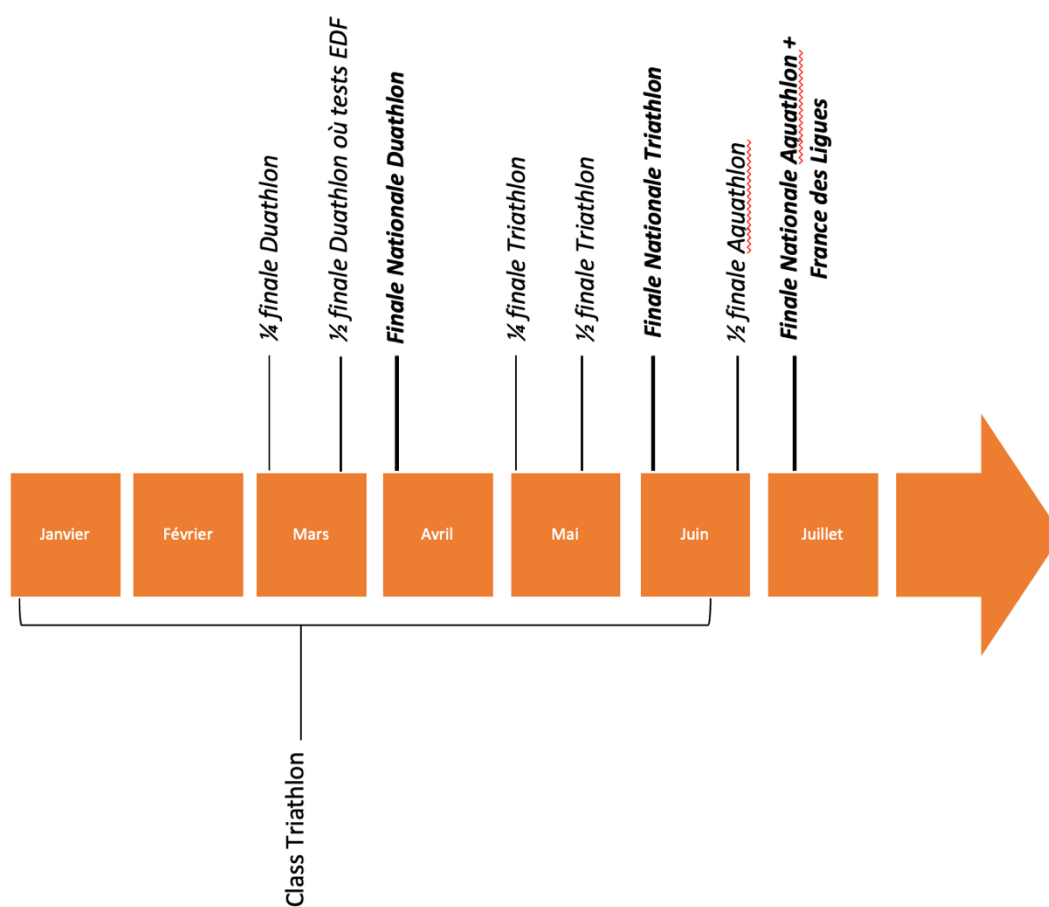 ¼ finale Duathlon
½ finale Duathlon où tests EDF
Finale Nationale Duathlon
¼ finale Triathlon
½ finale Triathlon
Finale Nationale Triathlon
½ finale Aquathlon
Finale Nationale Aquathlon +
France des Ligues
Janvier
Février
Mars
Avril
Mai
Juin
Juillet
Class Triathlon